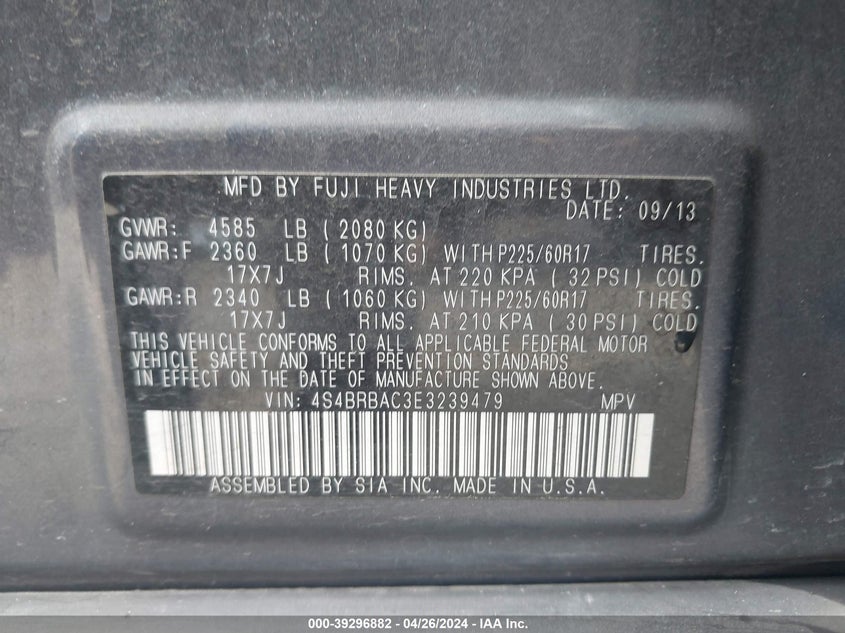 MFD BY FUJI HEAVY INDUSTRIES LTD.
DATE: 09/13
GVWR: 4585 LB ( 2080 KG)
GAWR:F 2360 LB ( 1070 KG) WITH P225/60R17 TIRES.
17X7J RIMS. AT 220 KPA ( 32 PSI) COLD
GAWR:R 2340 LB ( 1060 KG) WITH P225/60R17 TIRES.
17X7J RIMS. AT 210 KPA ( 30 PSI) COLD
THIS VEHICLE CONFORMS TO ALL APPLICABLE FEDERAL MOTOR
VEHICLE SAFETY AND THEFT PREVENTION STANDARDS
IN EFFECT ON THE DATE OF MANUFACTURE SHOWN ABOVE.
VIN: 4S4BRBAC3E3239479 MPV
ASSEMBLED BY SIA INC. MADE IN U.S.A.
000-39296882 - 04/26/2024 - IAA Inc.